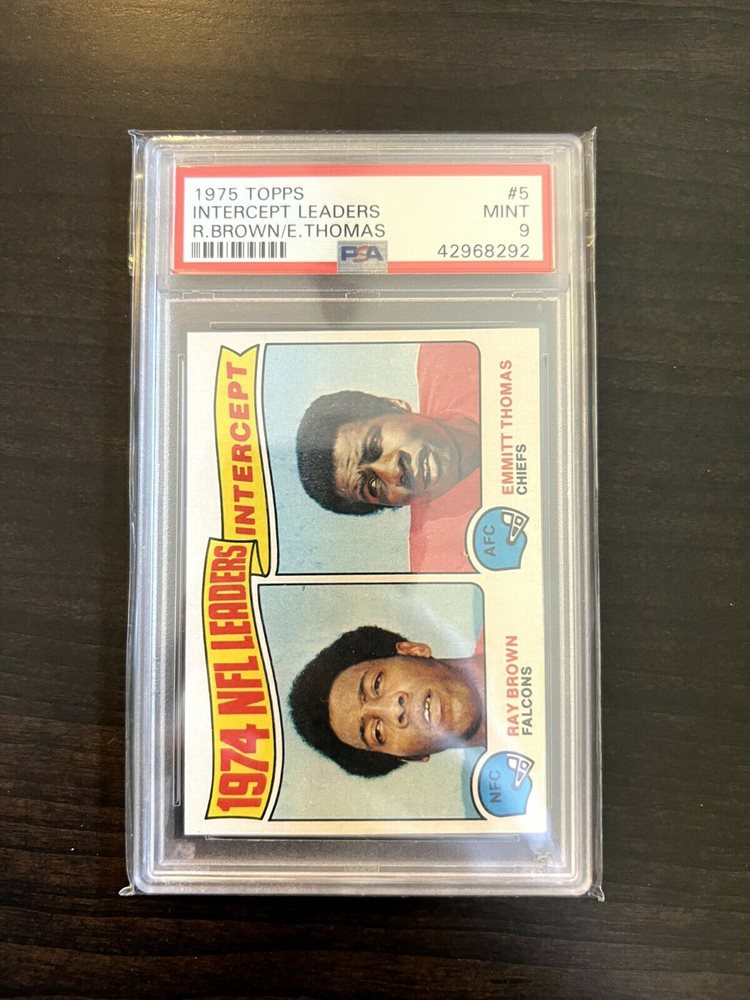 1975 TOPPS #5
INTERCEPT LEADERS MINT
R.BROWN/E.THOMAS 9
PSA 42968292
1974 NFL LEADERS
INTERCEPT
NFC
RAY BROWN
FALCONS
AFC
EMMITT THOMAS
CHIEFS